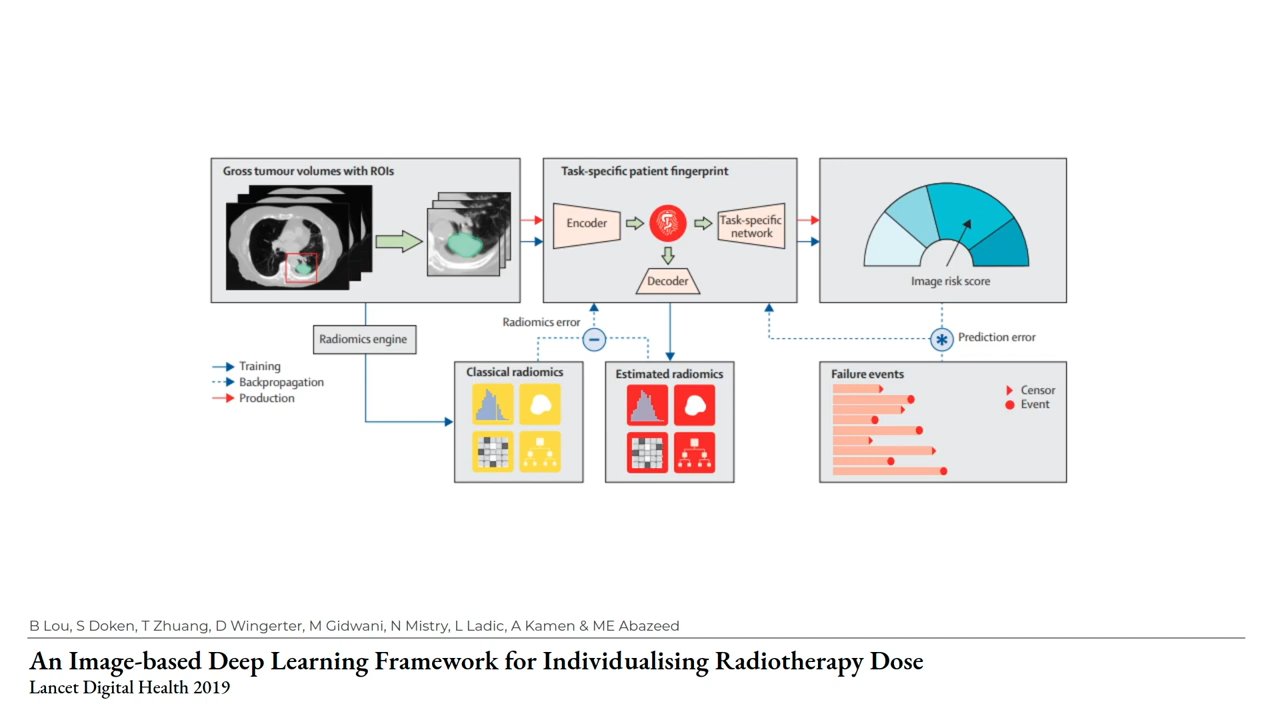 Gross tumour volumes with ROIs
Task-specific patient fingerprint
Encoder
Task-specific
network
Decoder
Image risk score
Radiomics error
Prediction error
Radiomics engine
Training
Backpropagation
Production
Classical radiomics
Estimated radiomics
Failure events
Censor
Event
B Lou, S Doken, T Zhuang, D Wingerter, M Gidwani, N Mistry, L Ladic, A Kamen & ME Abazeed
An Image-based Deep Learning Framework for Individualising Radiotherapy Dose
Lancet Digital Health 2019